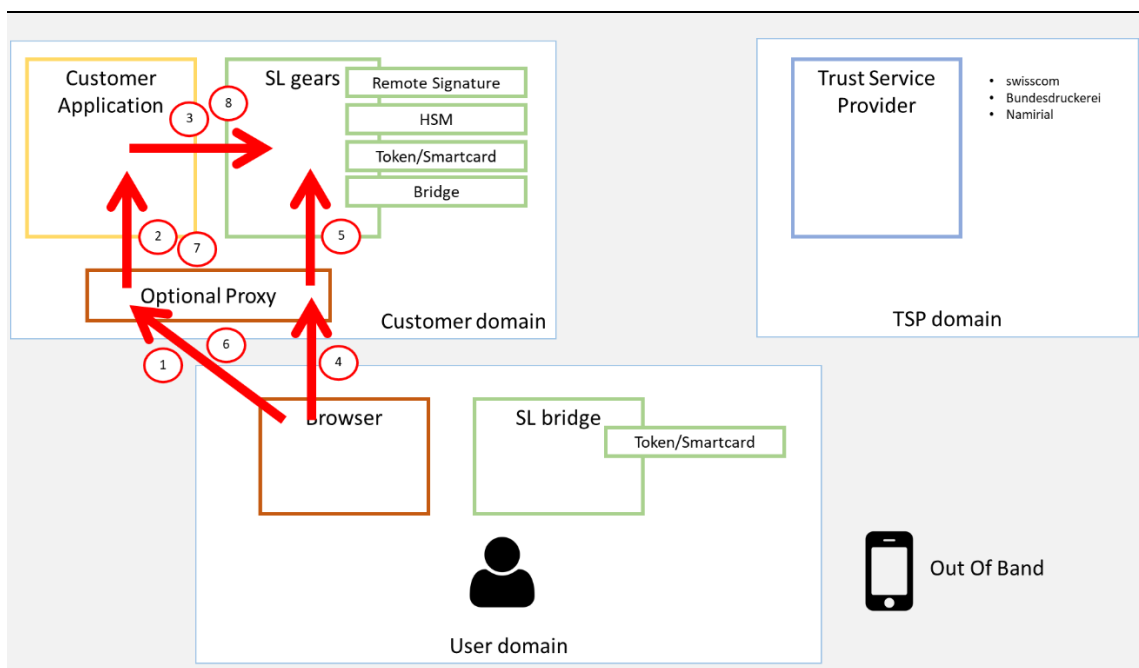 Customer
Application
SL gears
Remote Signature
HSM
Token/Smartcard
Bridge
3
8
2
7
5
Optional Proxy
Customer domain
1
6
4
Trust Service
Provider
• swisscom
• Bundesdruckerei
• Namirial
TSP domain
Browser
SL bridge
Token/Smartcard
User domain
Out Of Band